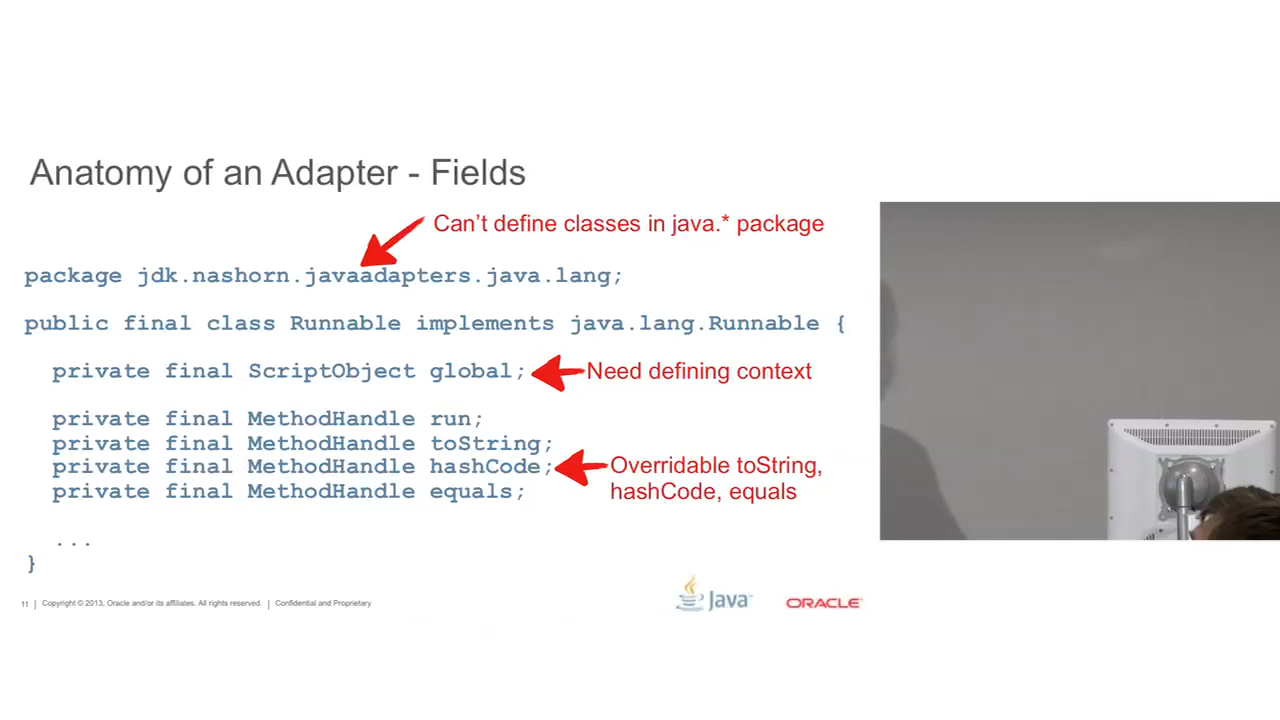 Anatomy of an Adapter - Fields
Can't define classes in java.* package
package jdk.nashorn.javaadapters.java.lang;
public final class Runnable implements java.lang.Runnable {
private final ScriptObject global;
Need defining context
private final MethodHandle run;
private final MethodHandle toString;
private final MethodHandle hashCode;
private final MethodHandle equals;
Overridable toString,
hashCode, equals
...
}
11 | Copyright © 2013, Oracle and/or its affiliates. All rights reserved. | Confidential and Proprietary
Java™
ORACLE